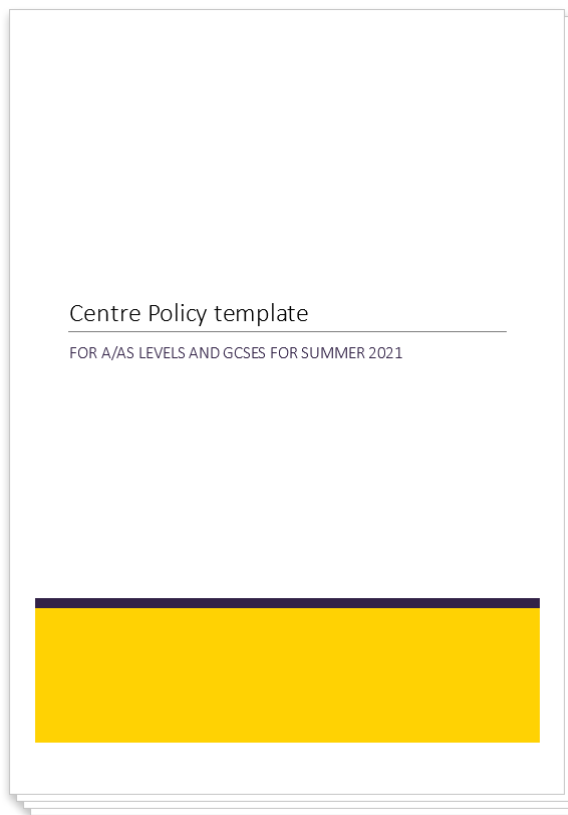 Centre Policy template
FOR A/AS LEVELS AND GCSES FOR SUMMER 2021